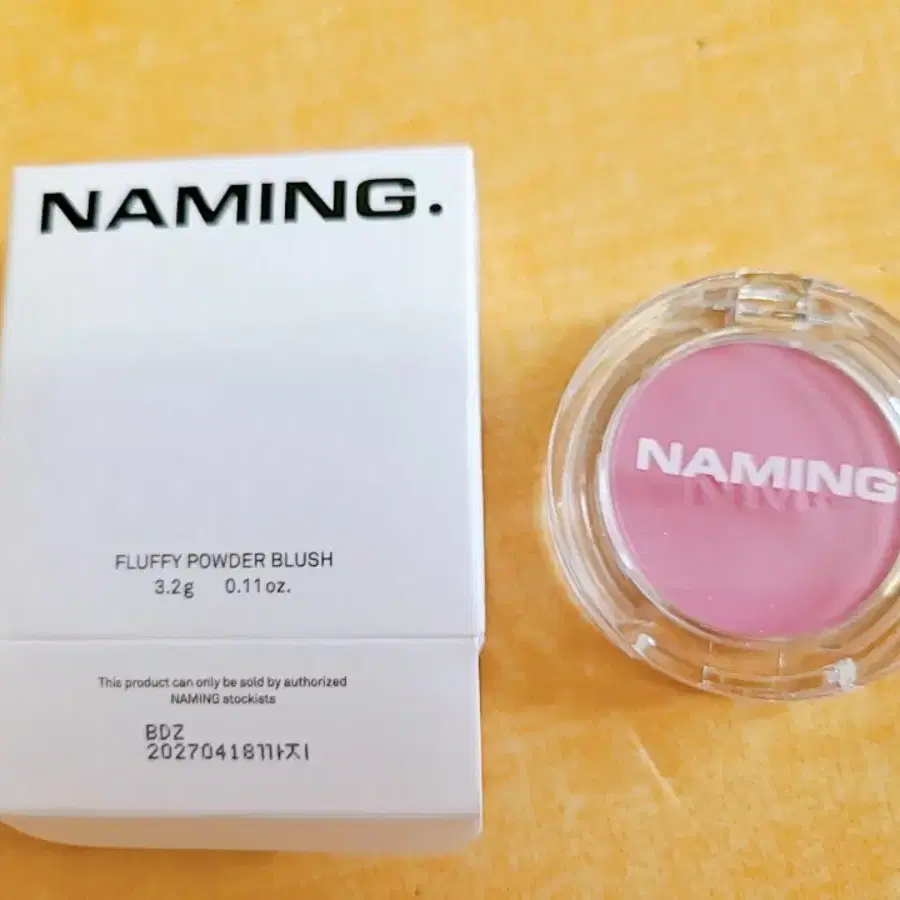 NAMING.
FLUFFY POWDER BLUSH
3.2g 0.11oz.
This product can only be sold by authorized
NAMING stockists
BDZ
20270418까지
NAMING